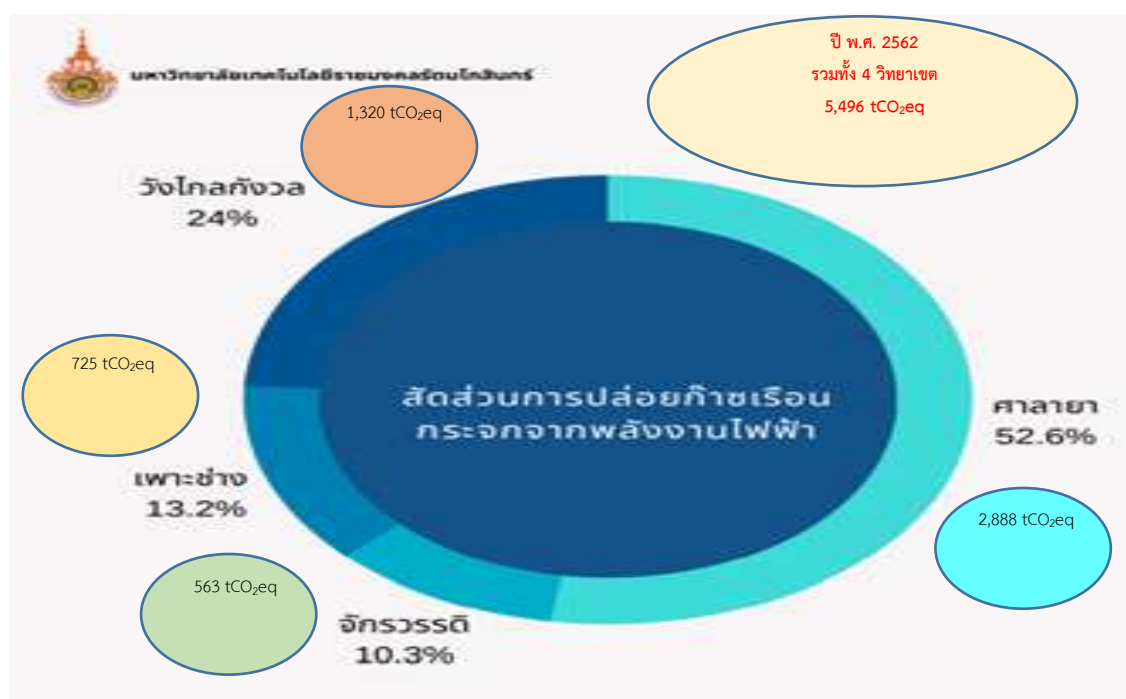 มหาวิทยาลัยเทคโนโลยีราชมงคลรัตนโกสินทร์
ปี พ.ศ. 2562
รวมทั้ง 4 วิทยาเขต
5,496 tCO₂eq
1,320 tCO₂eq
วังไกลกังวล
24%
725 tCO₂eq
สัดส่วนการปล่อยก๊าซเรือน
กระจกจากพลังงานไฟฟ้า
ศาลายา
52.6%
เพาะช่าง
13.2%
2,888 tCO₂eq
563 tCO₂eq
จักรวรรดิ
10.3%